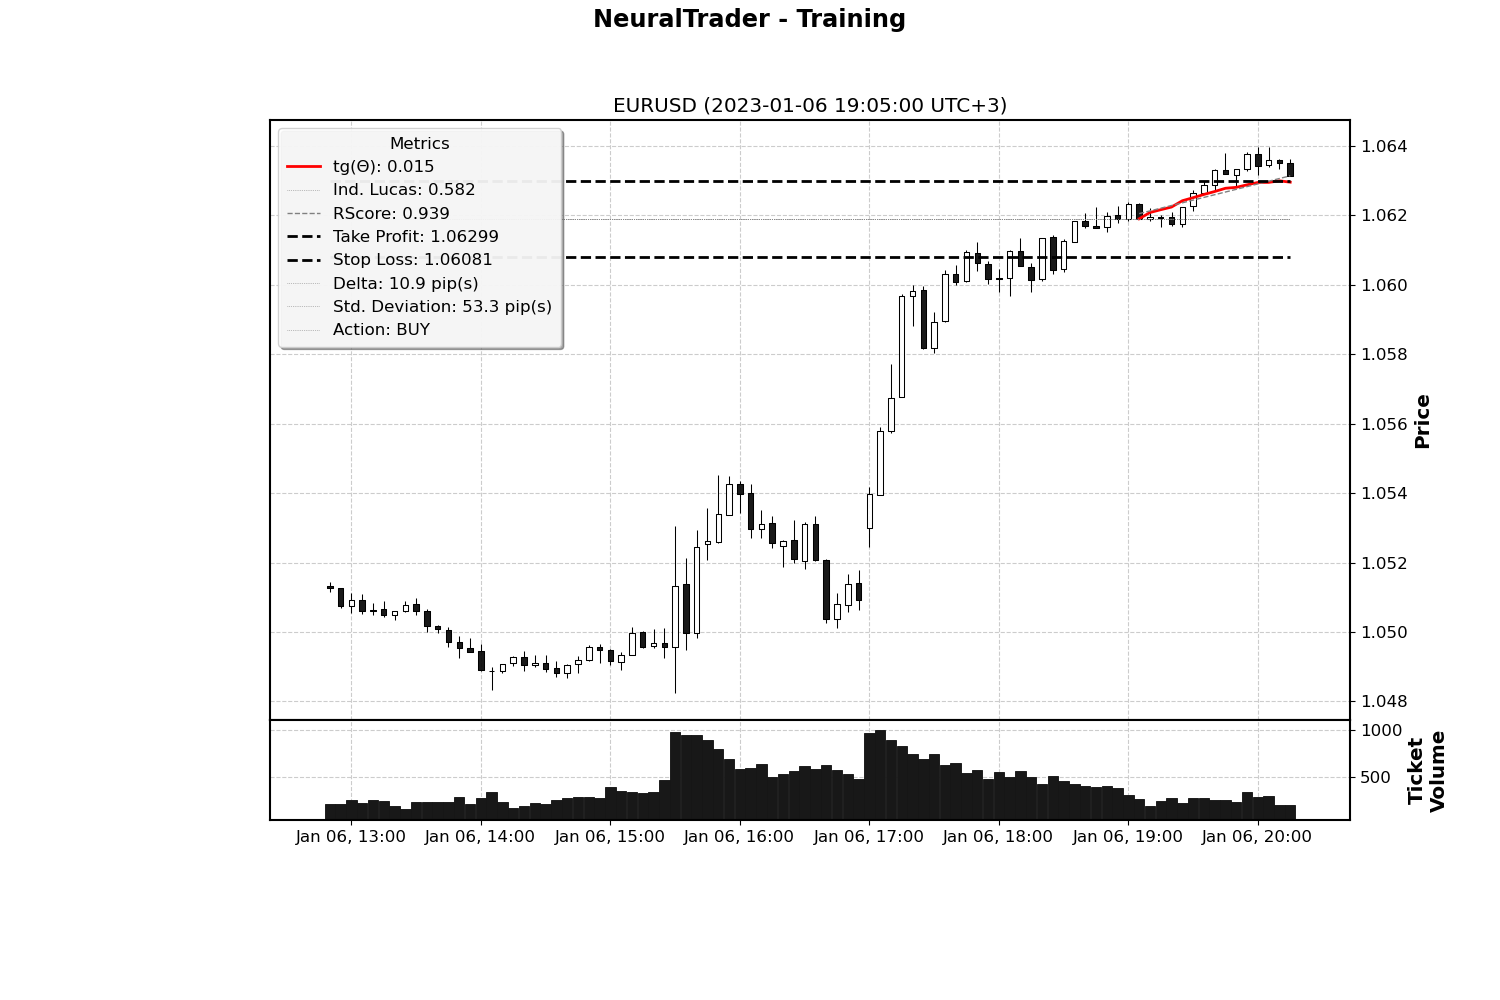 NeuralTrader - Training
EURUSD (2023-01-06 19:05:00 UTC+3)
Metrics
tg(Θ): 0.015
Ind. Lucas: 0.582
RScore: 0.939
Take Profit: 1.06299
Stop Loss: 1.06081
Delta: 10.9 pip(s)
Std. Deviation: 53.3 pip(s)
Action: BUY
1.064
1.062
1.060
1.058
1.056
1.054
1.052
1.050
1.048
Price
1000
500
Ticket
Volume
Jan 06, 13:00 Jan 06, 14:00 Jan 06, 15:00 Jan 06, 16:00 Jan 06, 17:00 Jan 06, 18:00 Jan 06, 19:00 Jan 06, 20:00